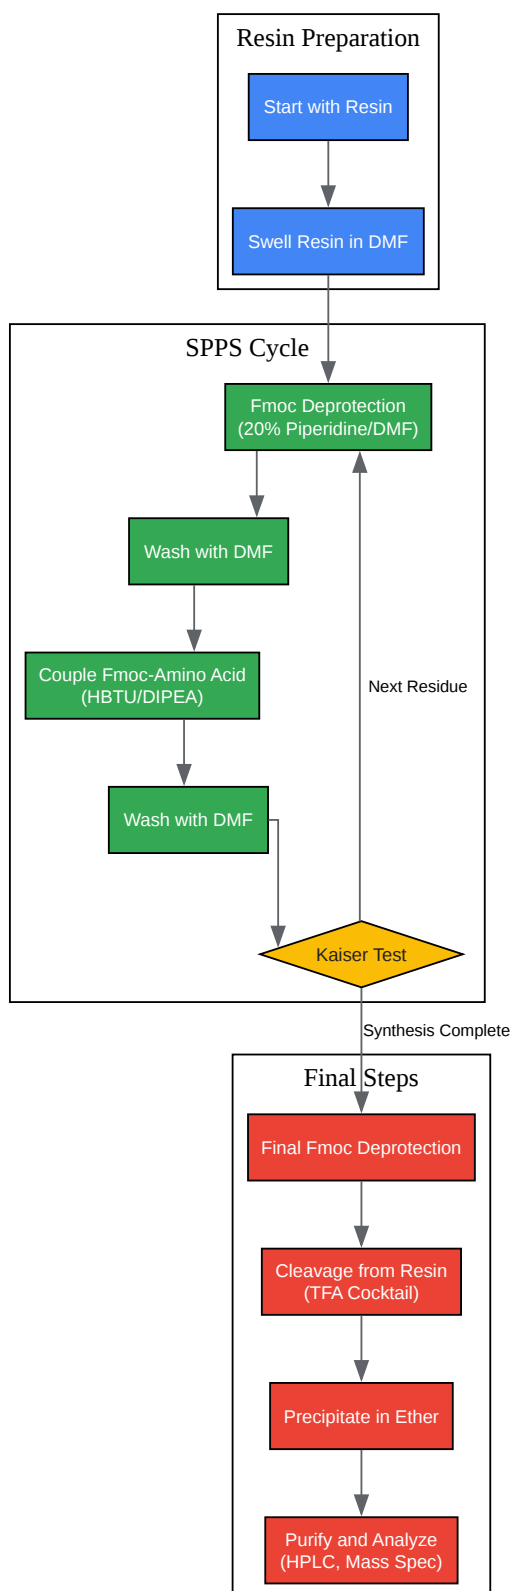 Resin Preparation
Start with Resin
Swell Resin in DMF
SPPS Cycle
Fmoc Deprotection
(20% Piperidine/DMF)
Wash with DMF
Couple Fmoc-Amino Acid
(HBTU/DIPEA)
Next Residue
Wash with DMF
Kaiser Test
Synthesis Complete
Final Steps
Final Fmoc Deprotection
Cleavage from Resin
(TFA Cocktail)
Precipitate in Ether
Purify and Analyze
(HPLC, Mass Spec)